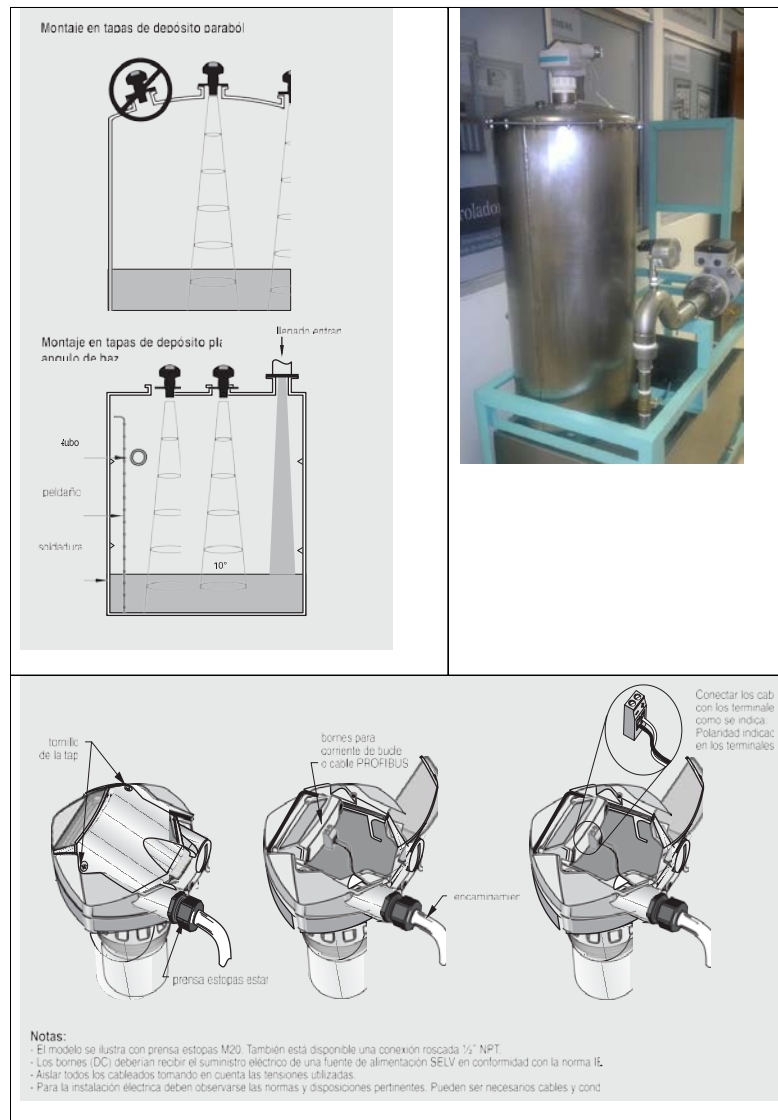 Montaje en tapas de depósito paraból
Montaje en tapas de depósito pla
angulo de haz
llenado entran
tubo
peldaño
soldadura
10°
rolador
tornillo
de la tap
bornes para
corriente de bucle
o cable PROFIBUS
Conectar los cab
con los terminale
como se indica:
Polaridad indicad
en los terminales
prensa estopas estar
encaminamien
Notas:
- El modelo se ilustra con prensa estopas M20. También está disponible una conexión roscada ½" NPT.
- Los bornes (DC) deberían recibir el suministro eléctrico de una fuente de alimentación SELV en conformidad con la norma IE
- Aislar todos los cableados tomando en cuenta las tensiones utilizadas.
- Para la instalación éléctrica deben observarse las normas y disposiciones pertinentes. Pueden ser necesarios cables y cond